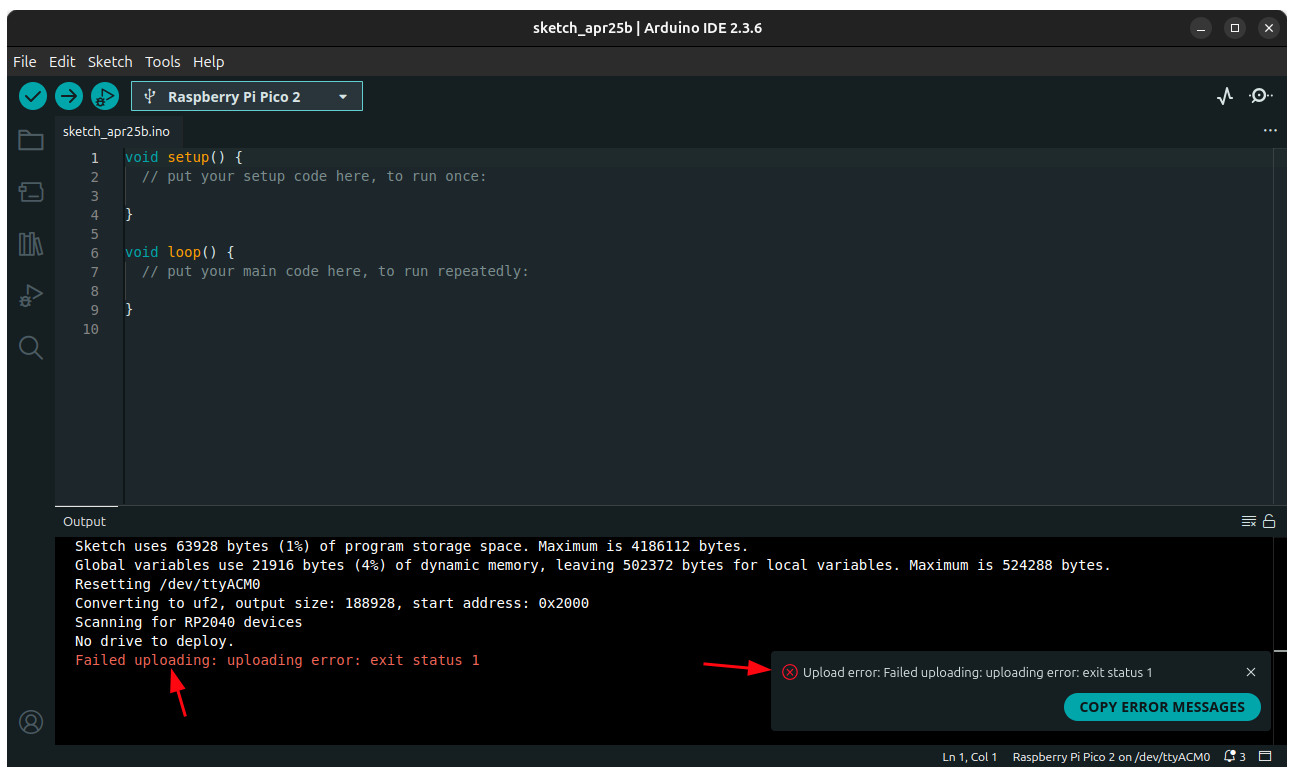 sketch_apr25b | Arduino IDE 2.3.6
File Edit Sketch Tools Help
Raspberry Pi Pico 2
sketch_apr25b.ino
1 void setup() {
2   // put your setup code here, to run once:
3
4 }
5
6 void loop() {
7   // put your main code here, to run repeatedly:
8
9 }
10
Output
Sketch uses 63928 bytes (1%) of program storage space. Maximum is 4186112 bytes.
Global variables use 21916 bytes (4%) of dynamic memory, leaving 502372 bytes for local variables. Maximum is 524288 bytes.
Resetting /dev/ttyACM0
Converting to uf2, output size: 188928, start address: 0x2000
Scanning for RP2040 devices
No drive to deploy.
Failed uploading: uploading error: exit status 1
Upload error: Failed uploading: uploading error: exit status 1
COPY ERROR MESSAGES
Ln 1, Col 1 Raspberry Pi Pico 2 on /dev/ttyACM0 3